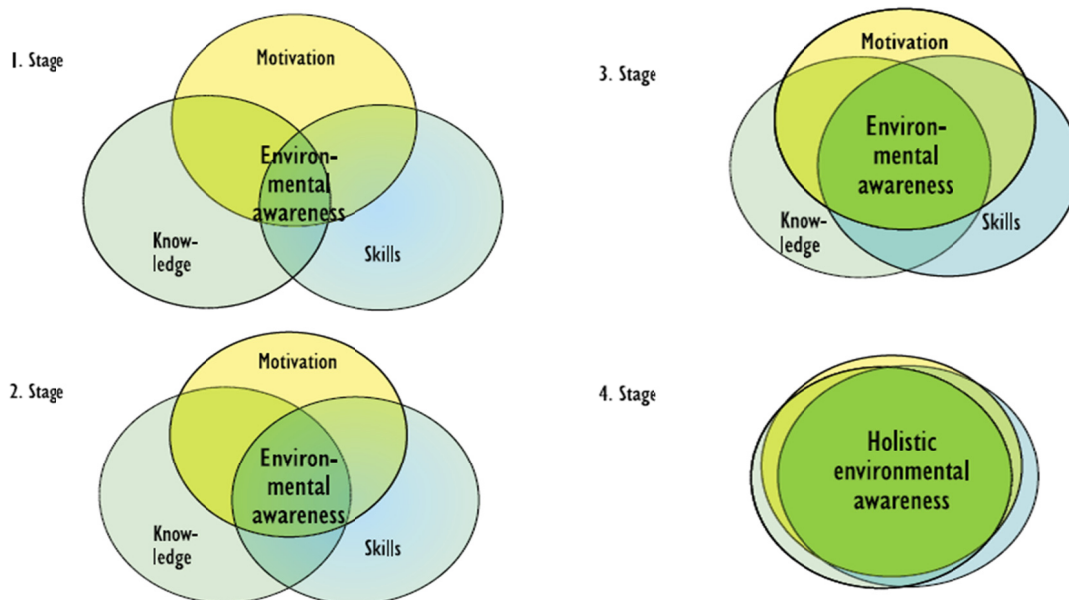 1. Stage
Motivation
Environ-
mental
awareness
Know-
ledge
Skills
2. Stage
Motivation
Environ-
mental
awareness
Know-
ledge
Skills
3. Stage
Motivation
Environ-
mental
awareness
Know-
ledge
Skills
4. Stage
Holistic
environmental
awareness